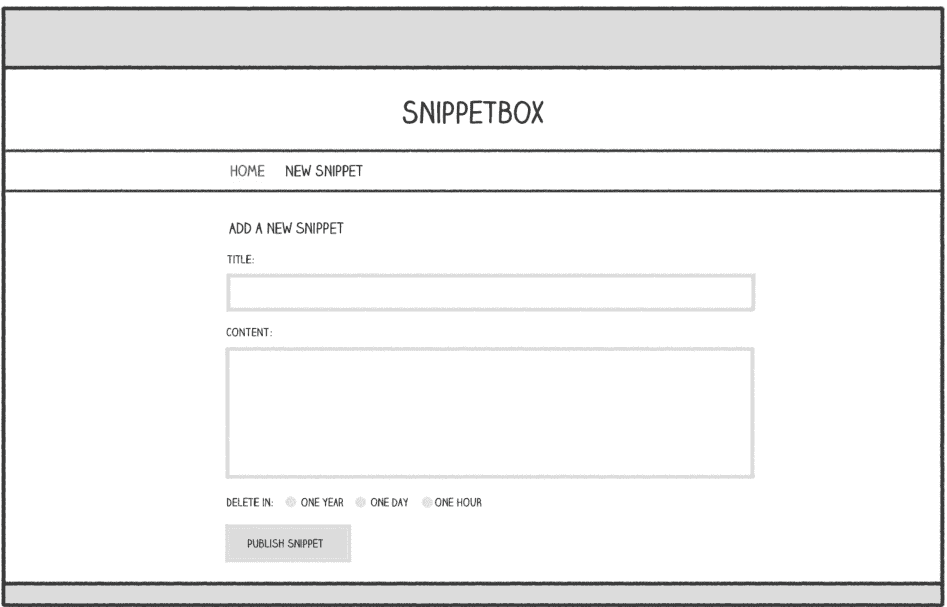 SNIPPETBOX
HOME NEW SNIPPET
ADD A NEW SNIPPET
TITLE:
CONTENT:
DELETE IN: ONE YEAR ONE DAY ONE HOUR
PUBLISH SNIPPET